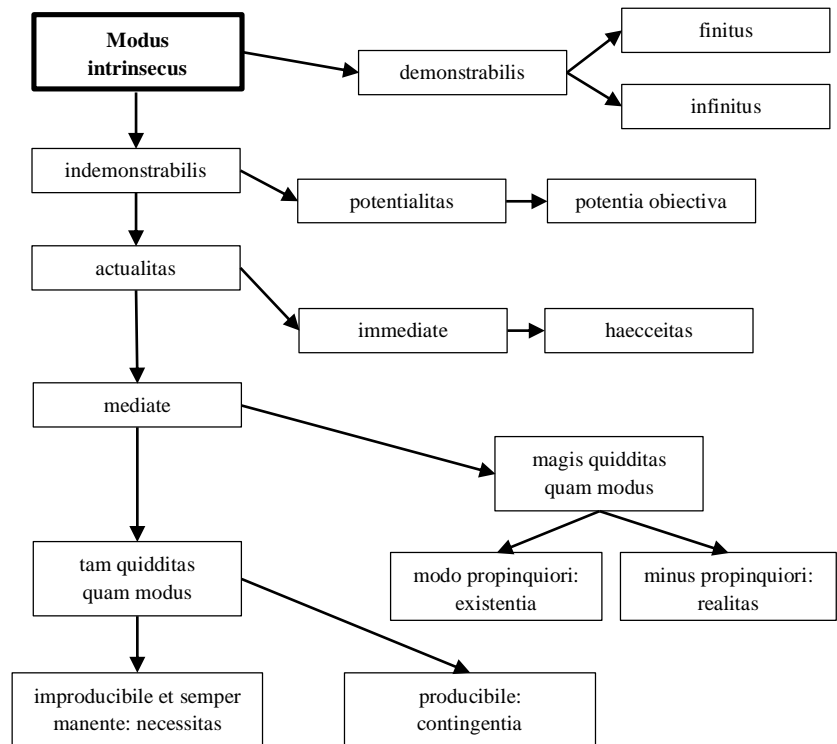 Modus
intrinsecus
finitus
demonstrabilis
infinitus
indemonstrabilis
potentialitas
potentia obiectiva
actualitas
immediate
haecceitas
mediate
magis quidditas
quam modus
tam quidditas
quam modus
modo propinquiori:
existentia
minus propinquiori:
realitas
improducibile et semper
manente: necessitas
producibile:
contingentia